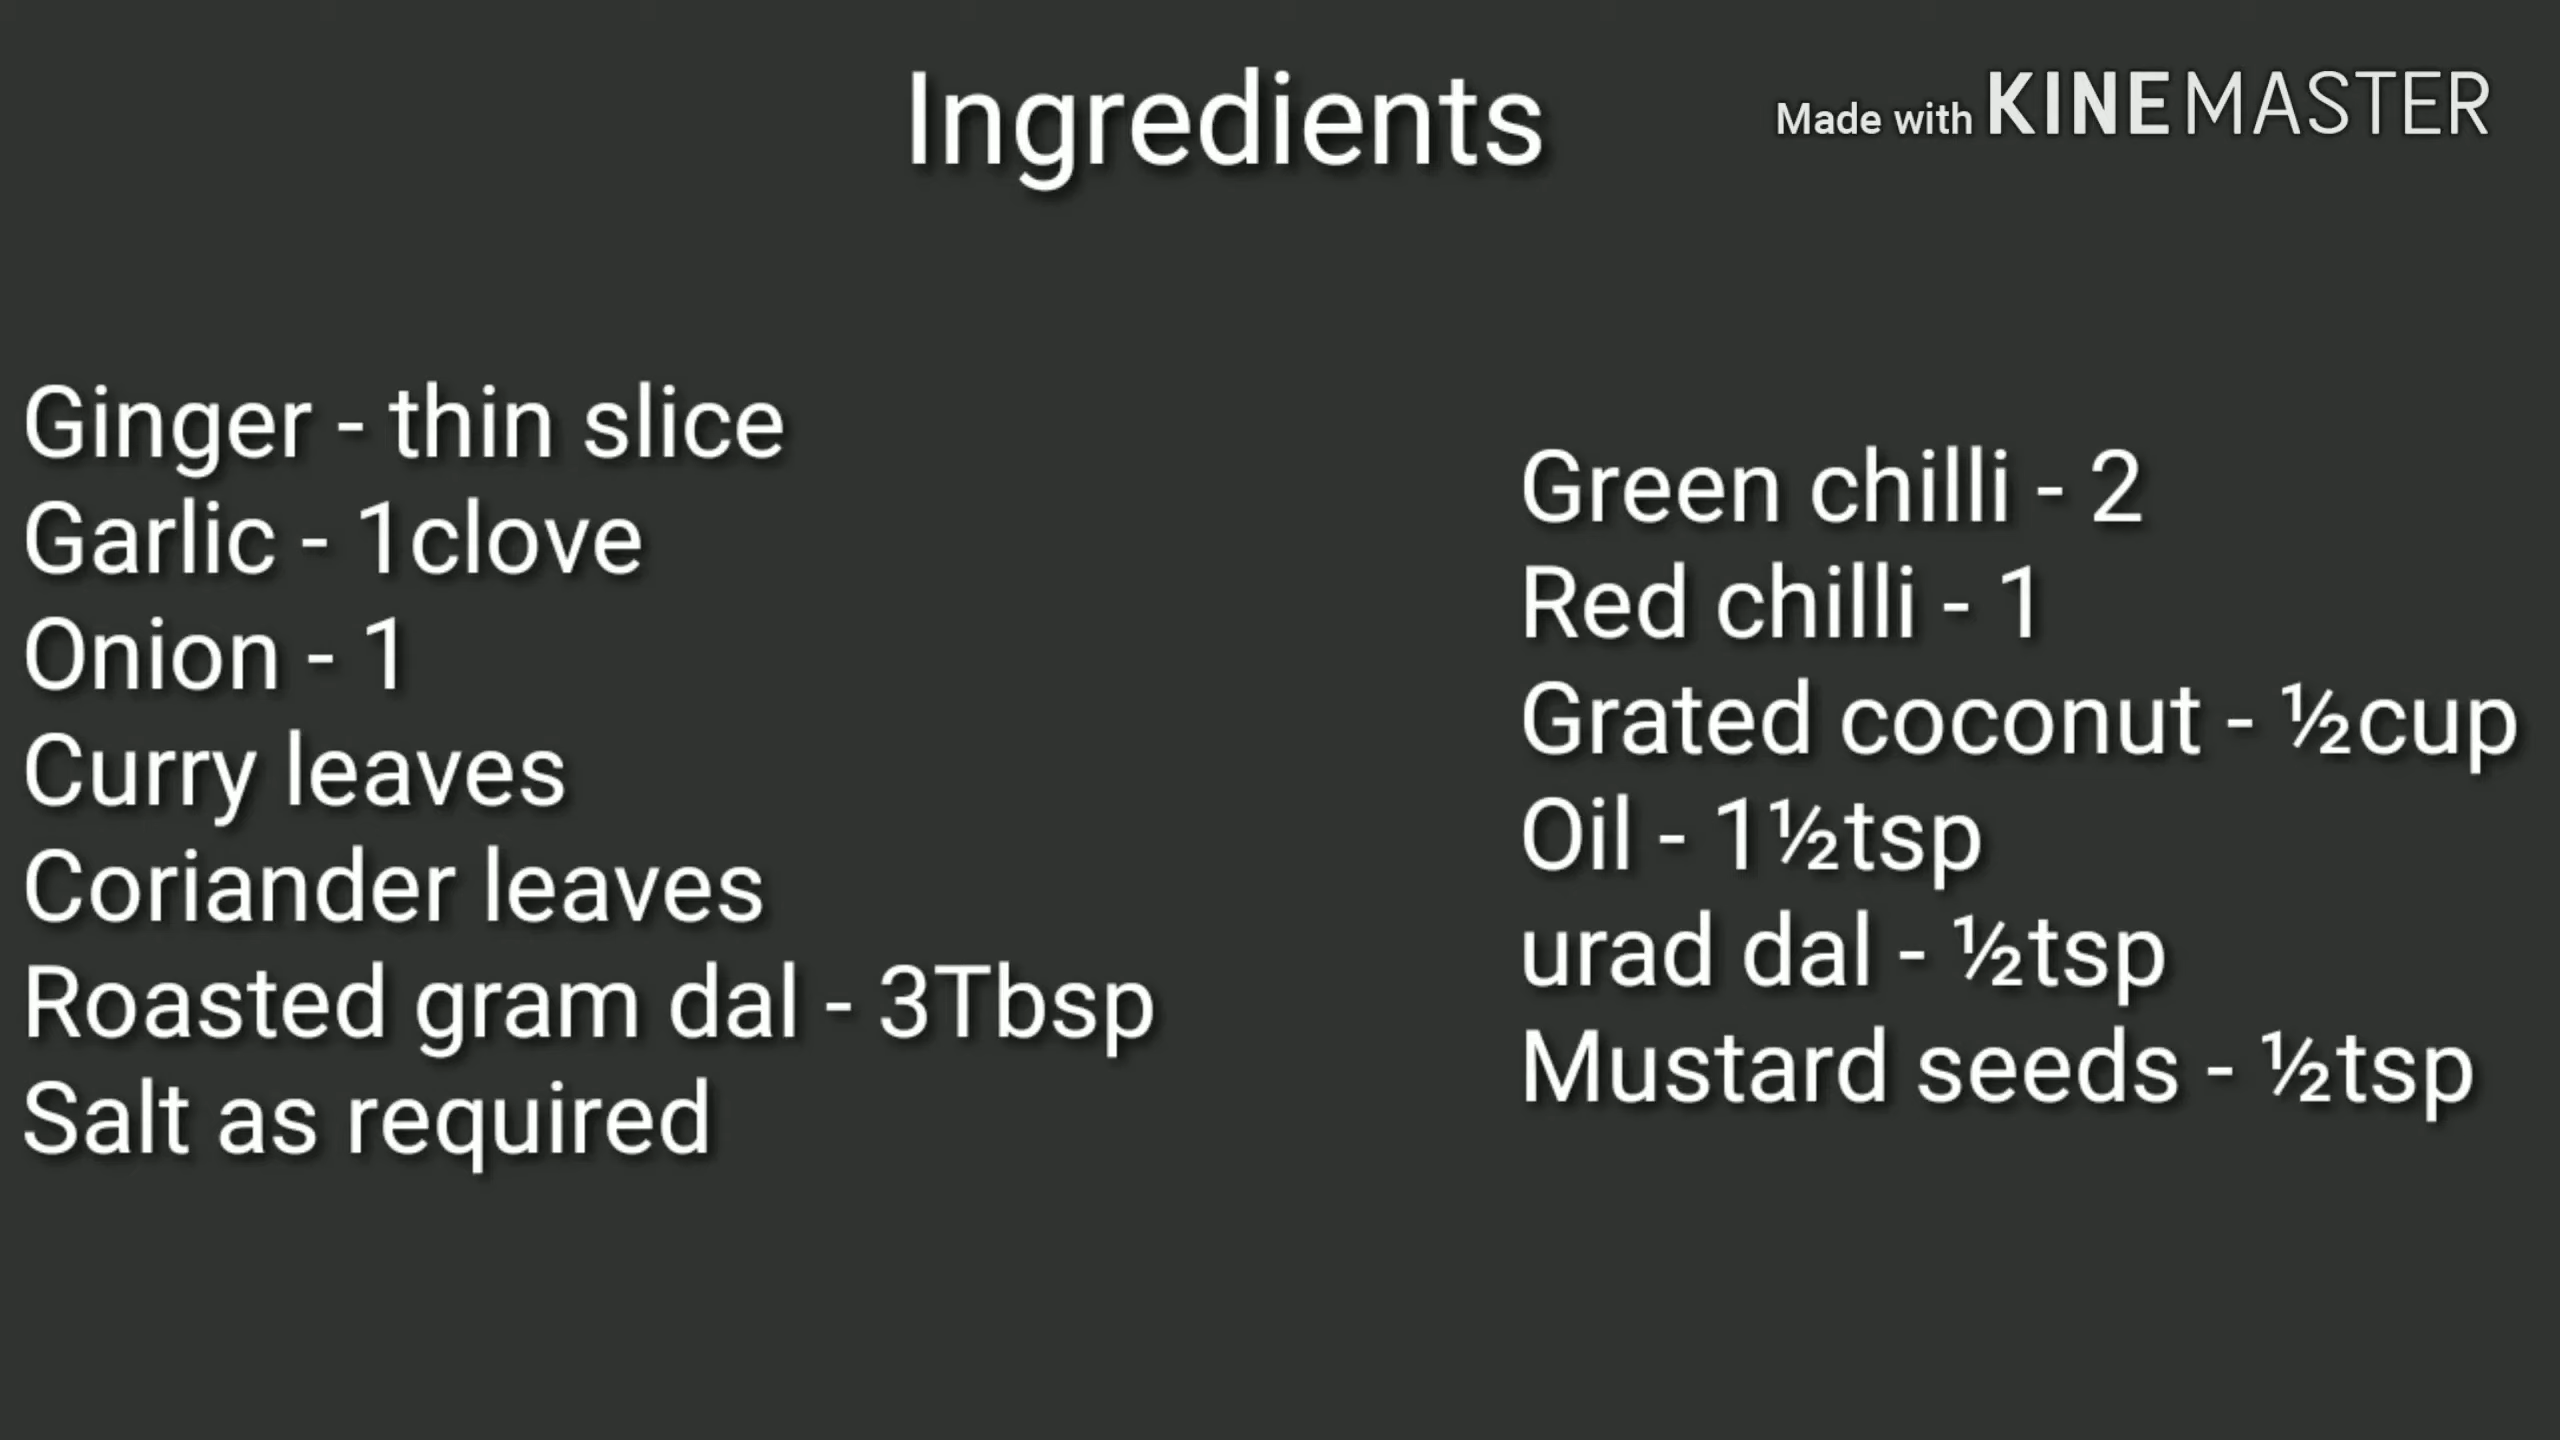 Ingredients
Made with KINEMASTER
Ginger - thin slice
Garlic - 1clove
Onion - 1
Curry leaves
Coriander leaves
Roasted gram dal - 3Tbsp
Salt as required
Green chilli - 2
Red chilli - 1
Grated coconut - ½cup
Oil - 1½tsp
urad dal - ½tsp
Mustard seeds - ½tsp